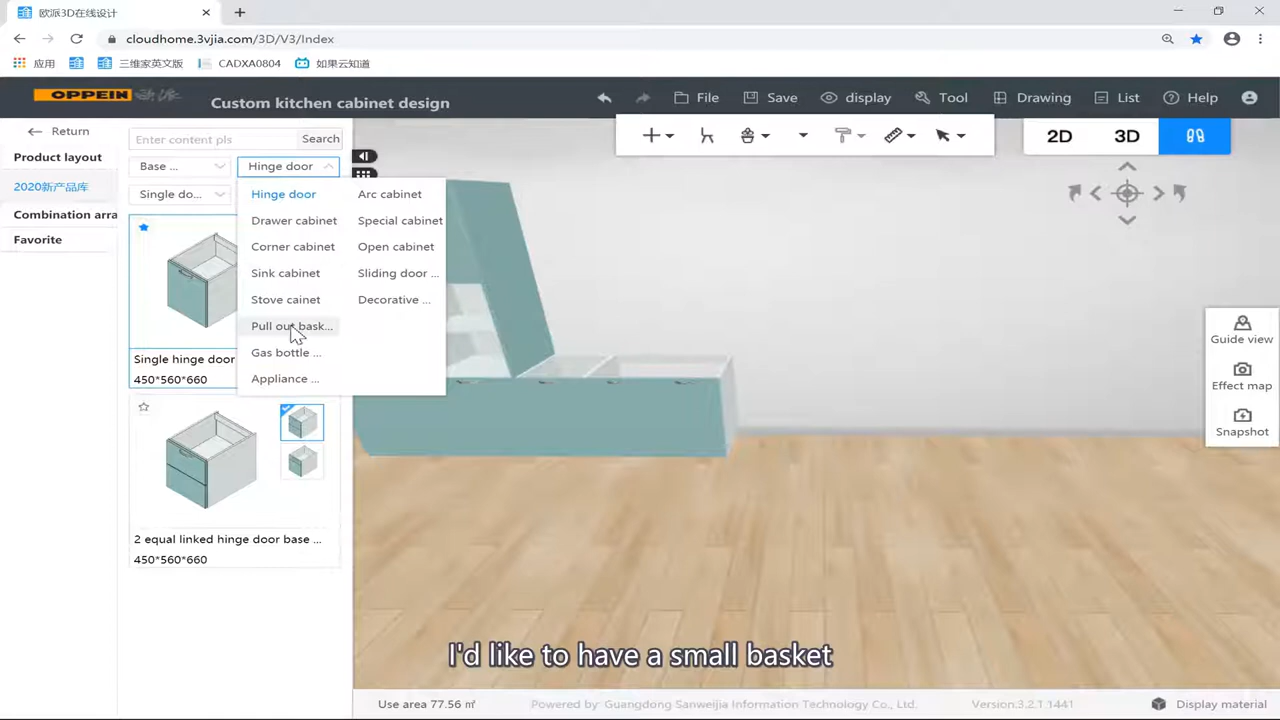 欧派3D在线设计
cloudhome.3vjia.com/3D/V3/Index
应用
三维家英文版
CADXA0804
如果云知道
OPPEIN
Custom kitchen cabinet design
File
Save
display
Tool
Drawing
List
Help
Return
Enter content pls
Search
2D
3D
Product layout
Base ...
Hinge door
2020新产品库
Single do...
Hinge door
Arc cabinet
Combination arra
Drawer cabinet
Special cabinet
Favorite
Corner cabinet
Open cabinet
Sink cabinet
Sliding door ...
Stove cainet
Decorative ...
Pull out bask...
Gas bottle ...
Appliance ...
Single hinge door
450*560*660
2 equal linked hinge door base ...
450*560*660
Guide view
Effect map
Snapshot
I'd like to have a small basket
Use area 77.56 ㎡
Powered by: Guangdong Sanweijia Information Technology Co., Ltd.
Version:3.2.1.1441
Display material